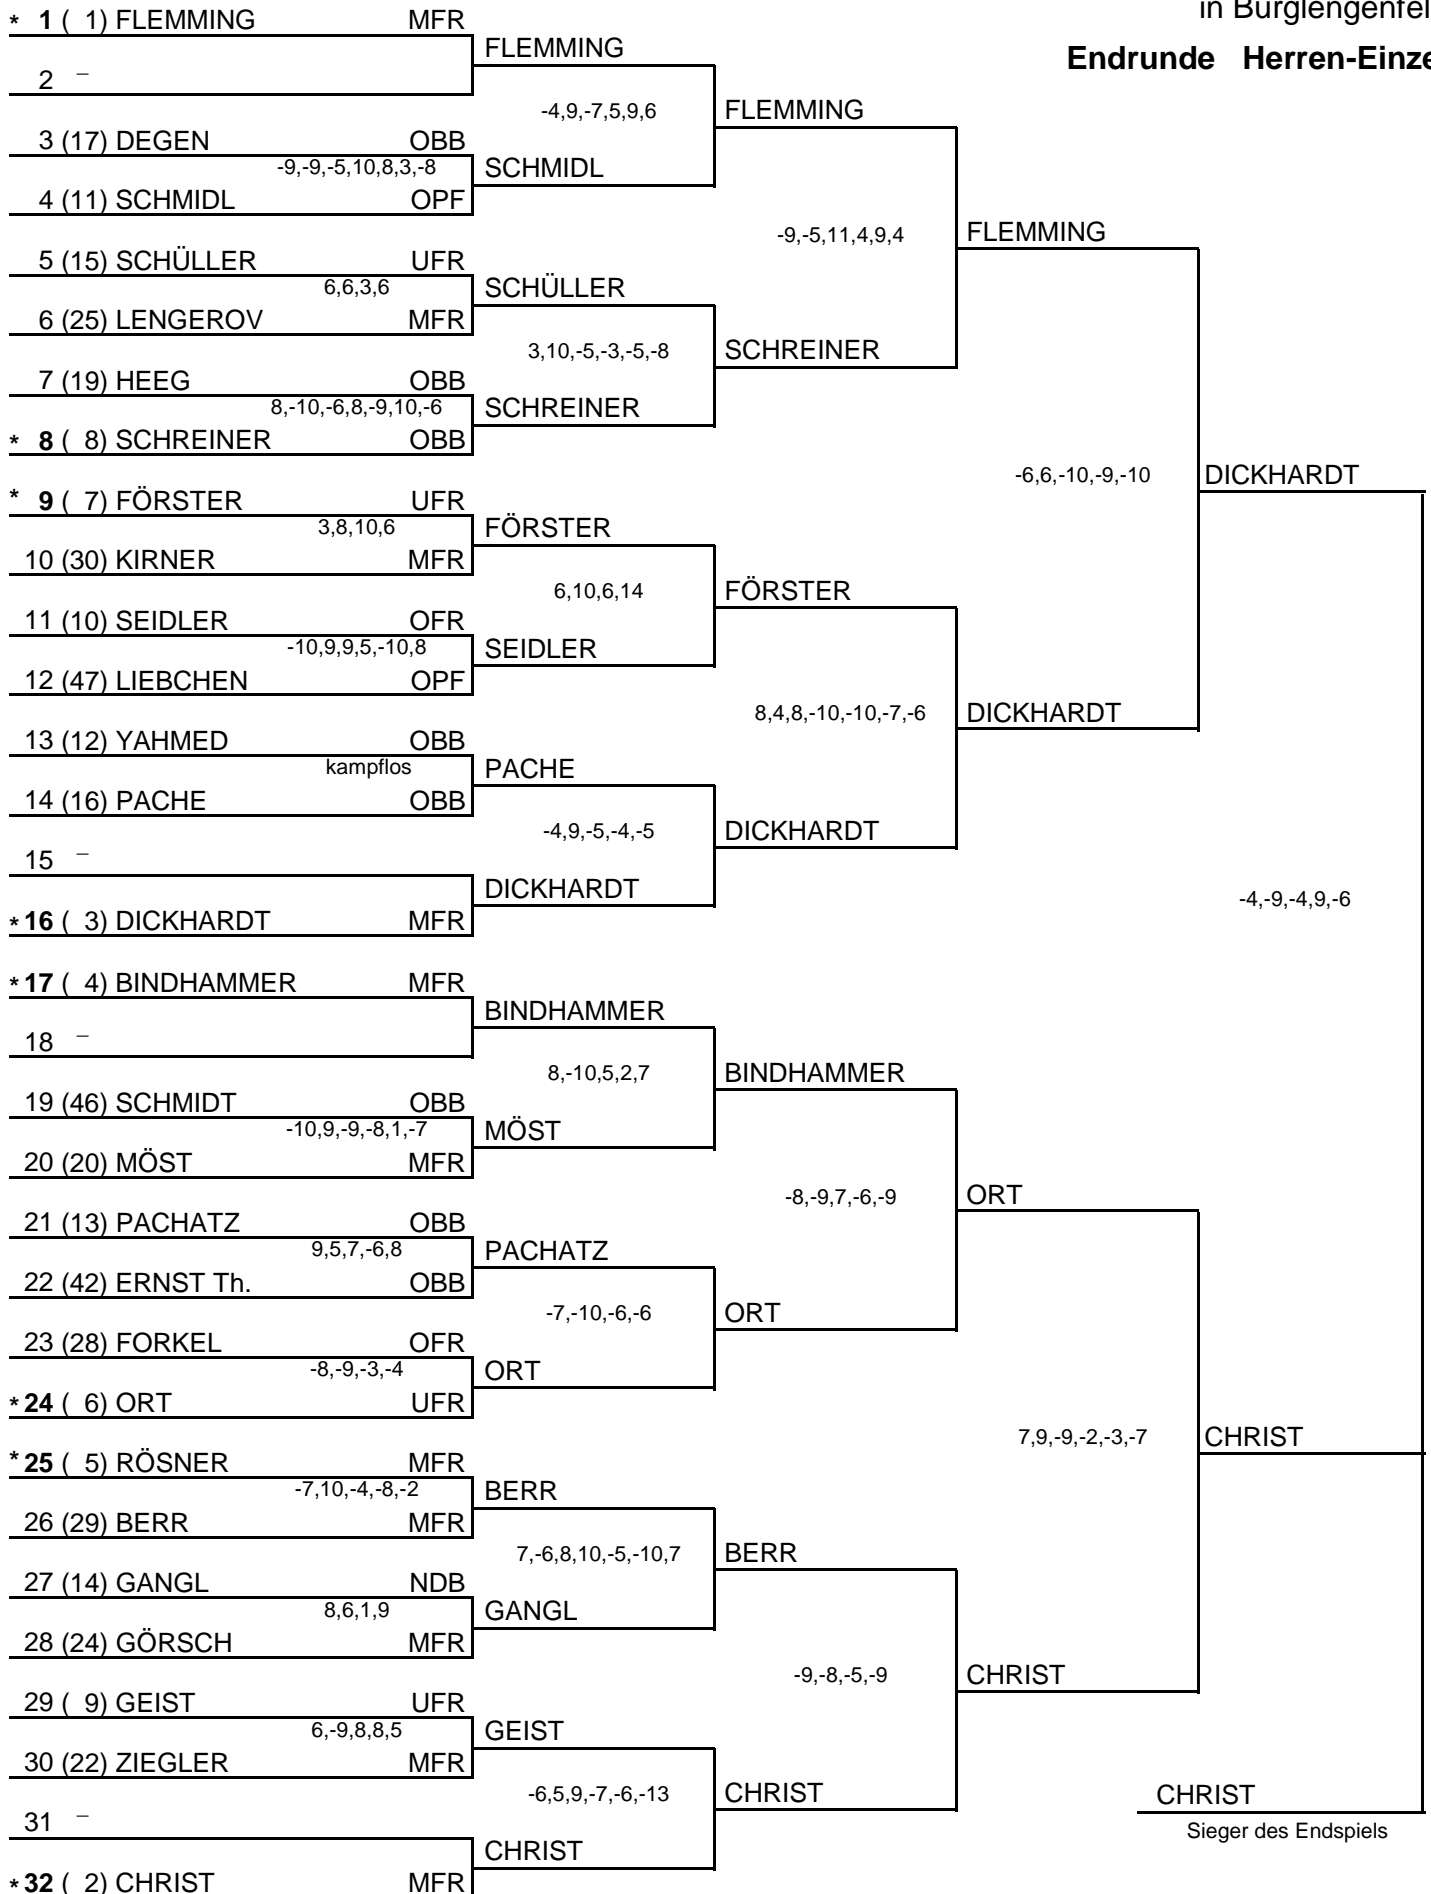 in Burglengenfel
Endrunde Herren-Einze
* 1 ( 1) FLEMMING MFR
FLEMMING
2 –
-4,9,-7,5,9,6
FLEMMING
3 (17) DEGEN OBB
-9,-9,-5,10,8,3,-8
SCHMIDL
4 (11) SCHMIDL OPF
-9,-5,11,4,9,4
FLEMMING
5 (15) SCHÜLLER UFR
6,6,3,6
SCHÜLLER
6 (25) LENGEROV MFR
3,10,-5,-3,-5,-8
SCHREINER
7 (19) HEEG OBB
8,-10,-6,8,-9,10,-6
SCHREINER
* 8 ( 8) SCHREINER OBB
-6,6,-10,-9,-10
DICKHARDT
* 9 ( 7) FÖRSTER UFR
3,8,10,6
FÖRSTER
10 (30) KIRNER MFR
6,10,6,14
FÖRSTER
11 (10) SEIDLER OFR
-10,9,9,5,-10,8
SEIDLER
12 (47) LIEBCHEN OPF
8,4,8,-10,-10,-7,-6
DICKHARDT
13 (12) YAHMED OBB
kampflos
PACHE
14 (16) PACHE OBB
-4,9,-5,-4,-5
DICKHARDT
15 –
DICKHARDT
* 16 ( 3) DICKHARDT MFR
-4,-9,-4,9,-6
* 17 ( 4) BINDHAMMER MFR
BINDHAMMER
18 –
8,-10,5,2,7
BINDHAMMER
19 (46) SCHMIDT OBB
-10,9,-9,-8,1,-7
MÖST
20 (20) MÖST MFR
-8,-9,7,-6,-9
ORT
21 (13) PACHATZ OBB
9,5,7,-6,8
PACHATZ
22 (42) ERNST Th. OBB
-7,-10,-6,-6
ORT
23 (28) FORKEL OFR
-8,-9,-3,-4
ORT
* 24 ( 6) ORT UFR
7,9,-9,-2,-3,-7
CHRIST
* 25 ( 5) RÖSNER MFR
-7,10,-4,-8,-2
BERR
26 (29) BERR MFR
7,-6,8,10,-5,-10,7
BERR
27 (14) GANGL NDB
8,6,1,9
GANGL
28 (24) GÖRSCH MFR
-9,-8,-5,-9
CHRIST
29 ( 9) GEIST UFR
6,-9,8,8,5
GEIST
30 (22) ZIEGLER MFR
-6,5,9,-7,-6,-13
CHRIST
CHRIST
31 –
Sieger des Endspiels
CHRIST
* 32 ( 2) CHRIST MFR